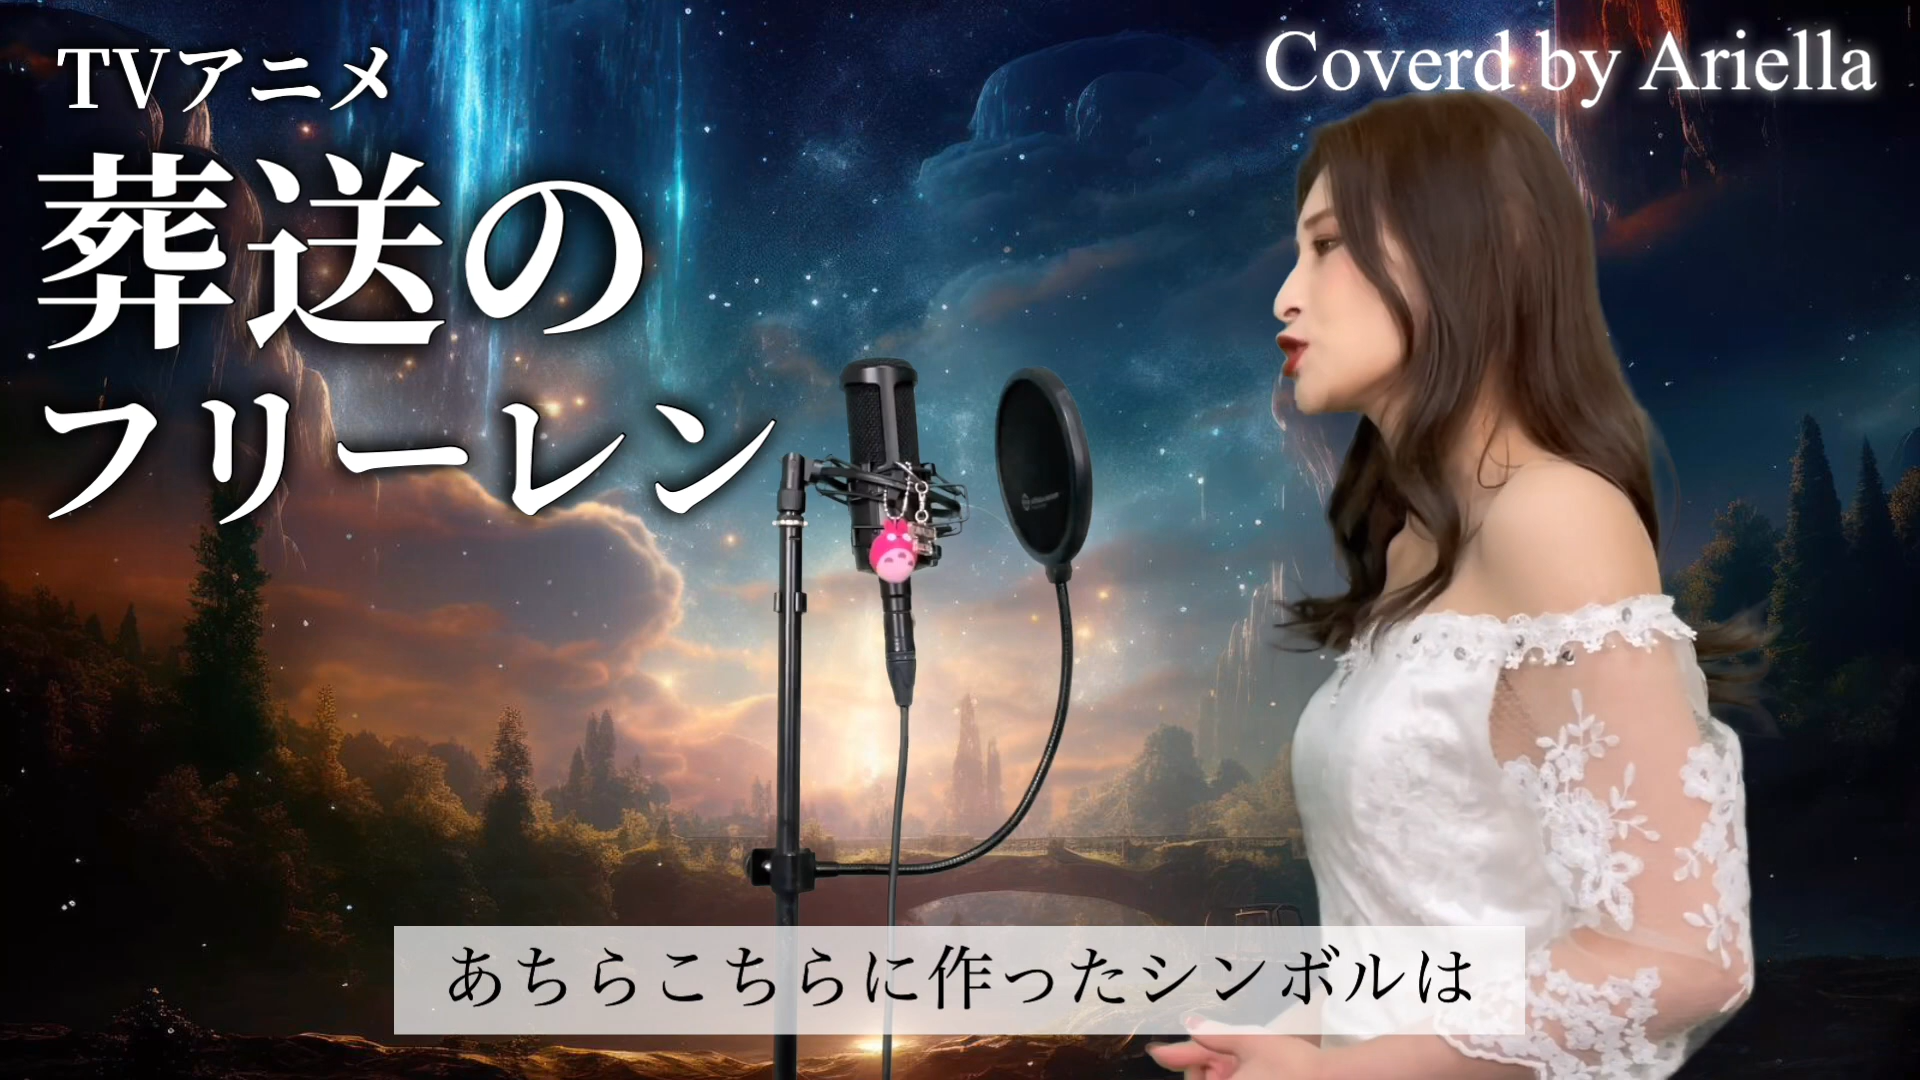 TVアニメ
葬送の
フリーレン
Coverd by Ariella
あちらこちらに作ったシンボルは